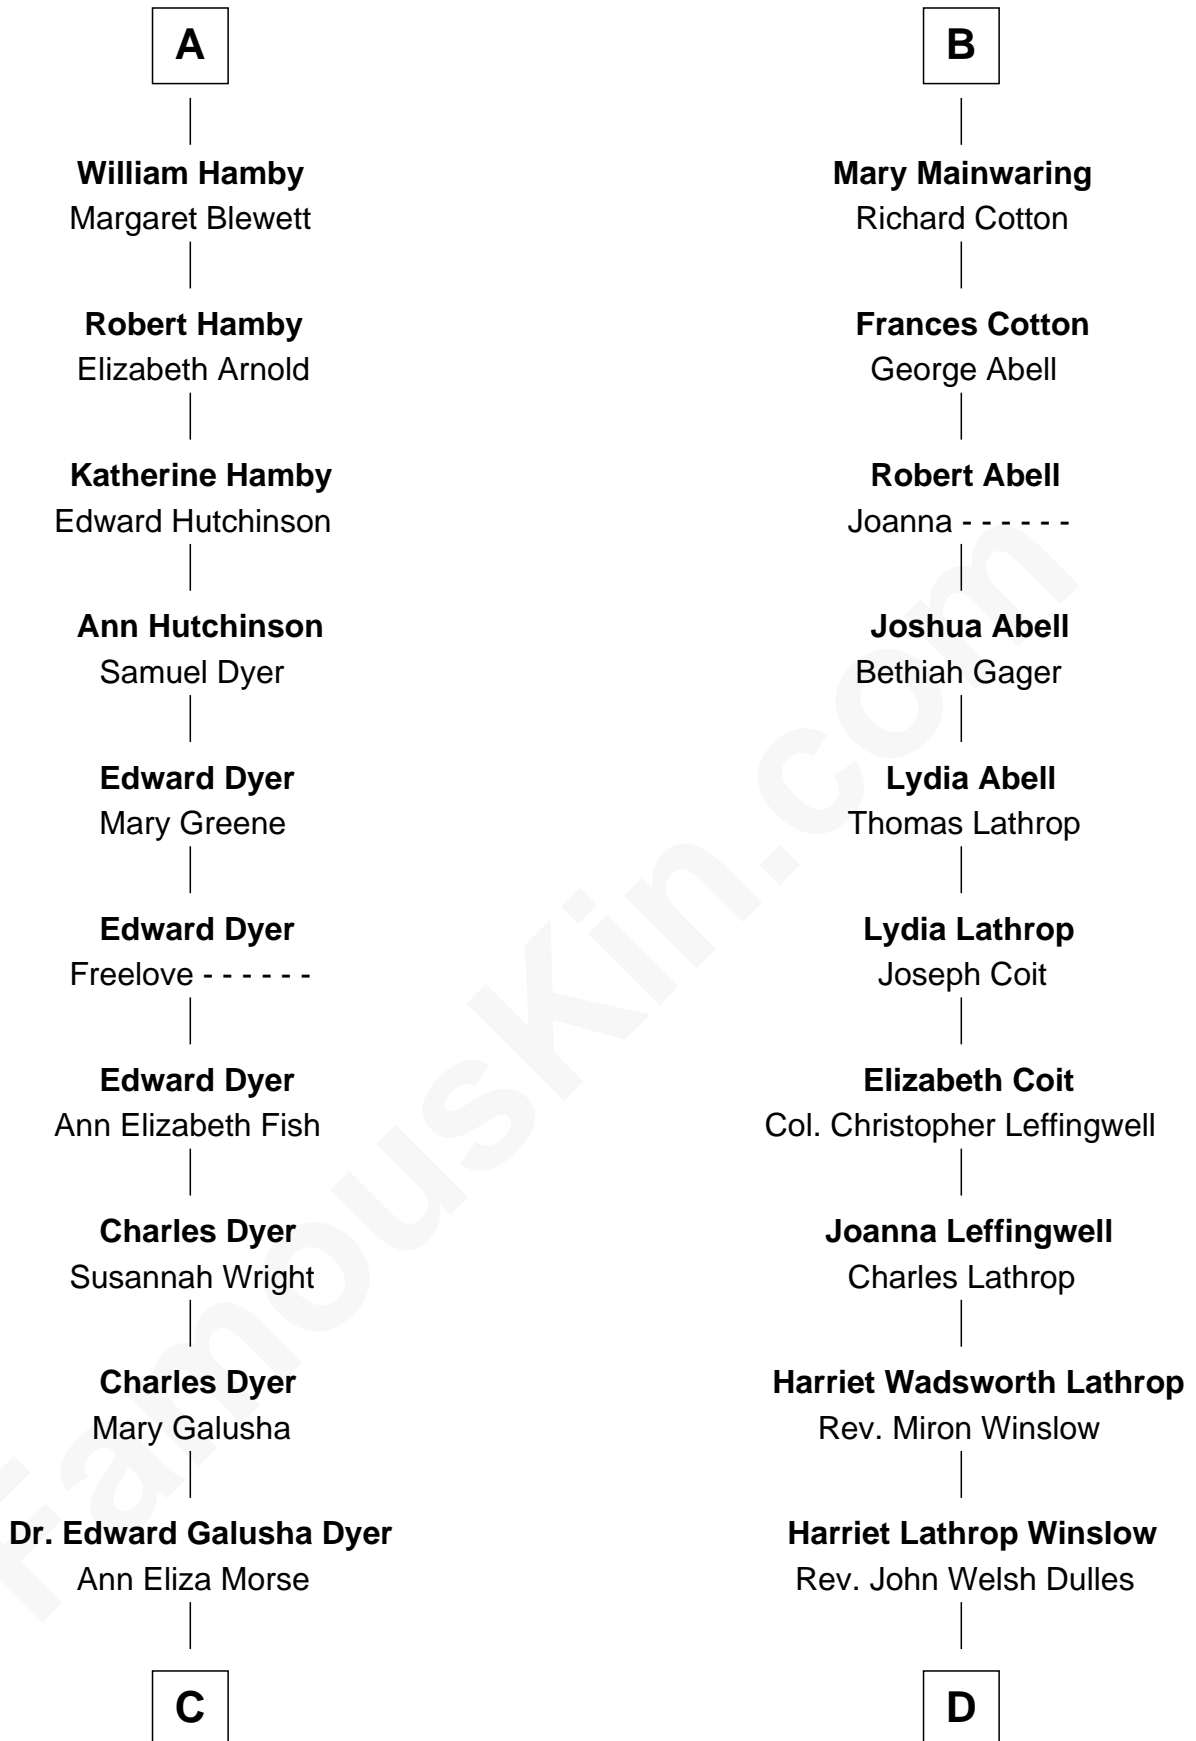 A
William Hamby
Margaret Blewett
Robert Hamby
Elizabeth Arnold
Katherine Hamby
Edward Hutchinson
Ann Hutchinson
Samuel Dyer
Edward Dyer
Mary Greene
Edward Dyer
Freelove - - - - - -
Edward Dyer
Ann Elizabeth Fish
Charles Dyer
Susannah Wright
Charles Dyer
Mary Galusha
Dr. Edward Galusha Dyer
Ann Eliza Morse
C
B
Mary Mainwaring
Richard Cotton
Frances Cotton
George Abell
Robert Abell
Joanna - - - - - -
Joshua Abell
Bethiah Gager
Lydia Abell
Thomas Lathrop
Lydia Lathrop
Joseph Coit
Elizabeth Coit
Col. Christopher Leffingwell
Joanna Leffingwell
Charles Lathrop
Harriet Wadsworth Lathrop
Rev. Miron Winslow
Harriet Lathrop Winslow
Rev. John Welsh Dulles
D
FamousKin.com